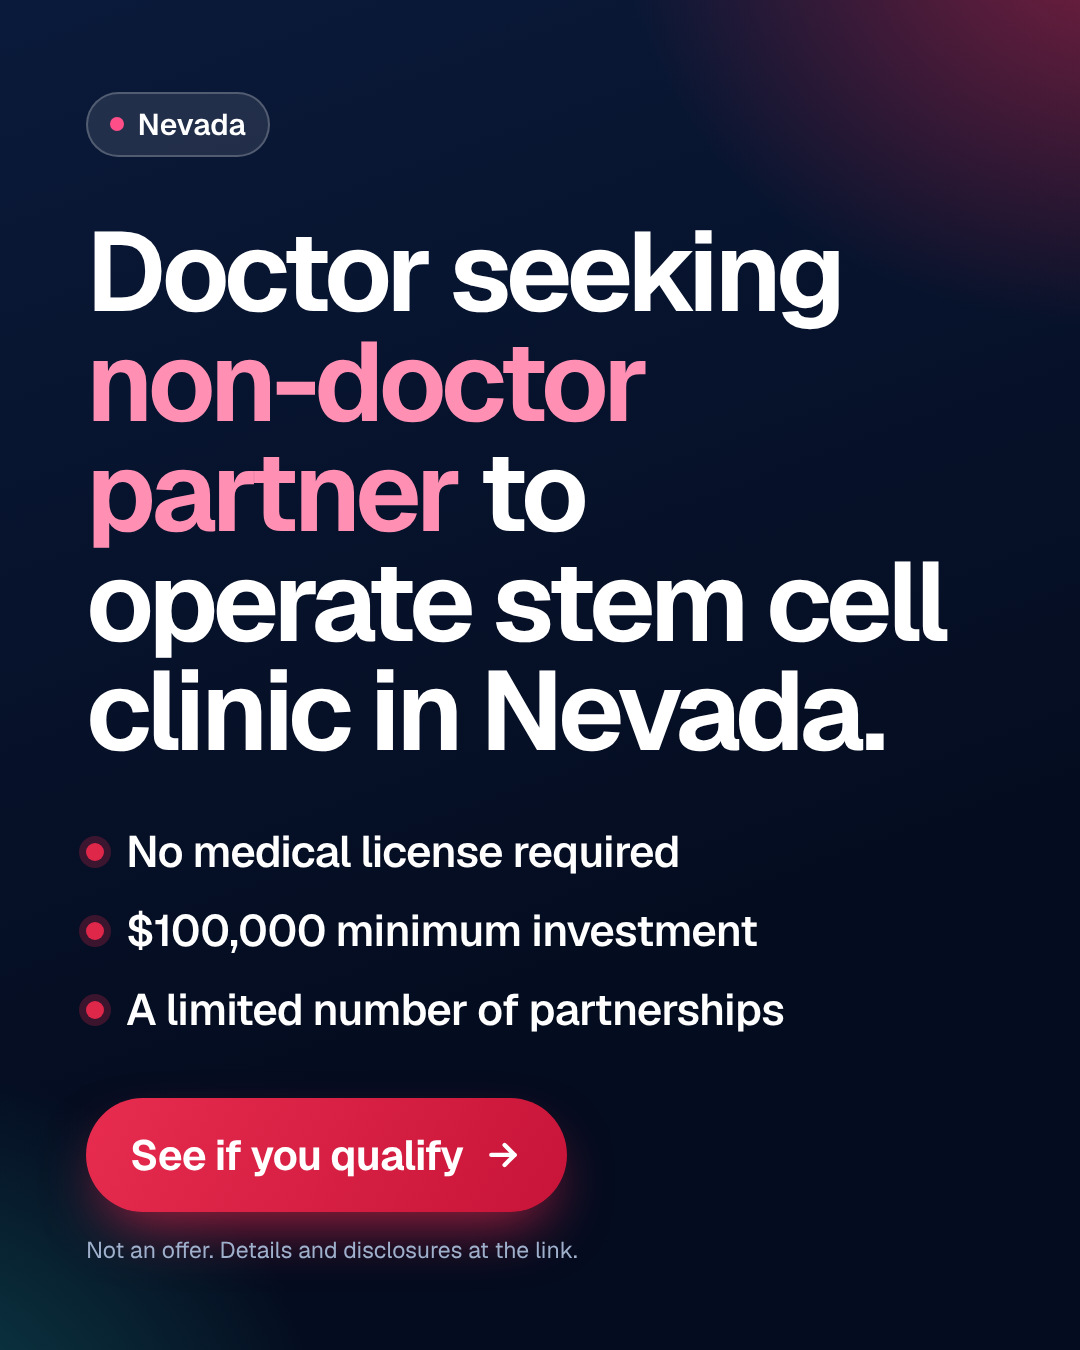 Nevada
Doctor seeking
non-doctor
partner to
operate stem cell
clinic in Nevada.
No medical license required
$100,000 minimum investment
A limited number of partnerships
See if you qualify →
Not an offer. Details and disclosures at the link.